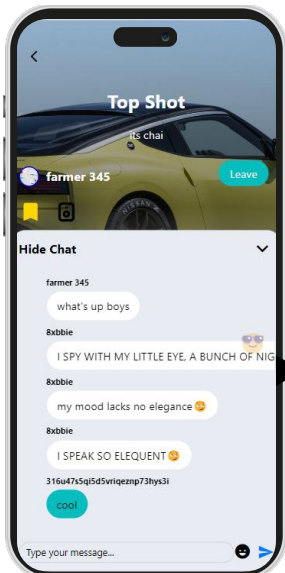 Top Shot
its chai
farmer 345
Leave
NISSAN
Hide Chat
farmer 345
what's up boys
8xbbie
I SPY WITH MY LITTLE EYE, A BUNCH OF NIG
8xbbie
my mood lacks no elegance
8xbbie
I SPEAK SO ELEQUENT
316u47s5qi5d5vriqeznp73hys3i
cool
Type your message...